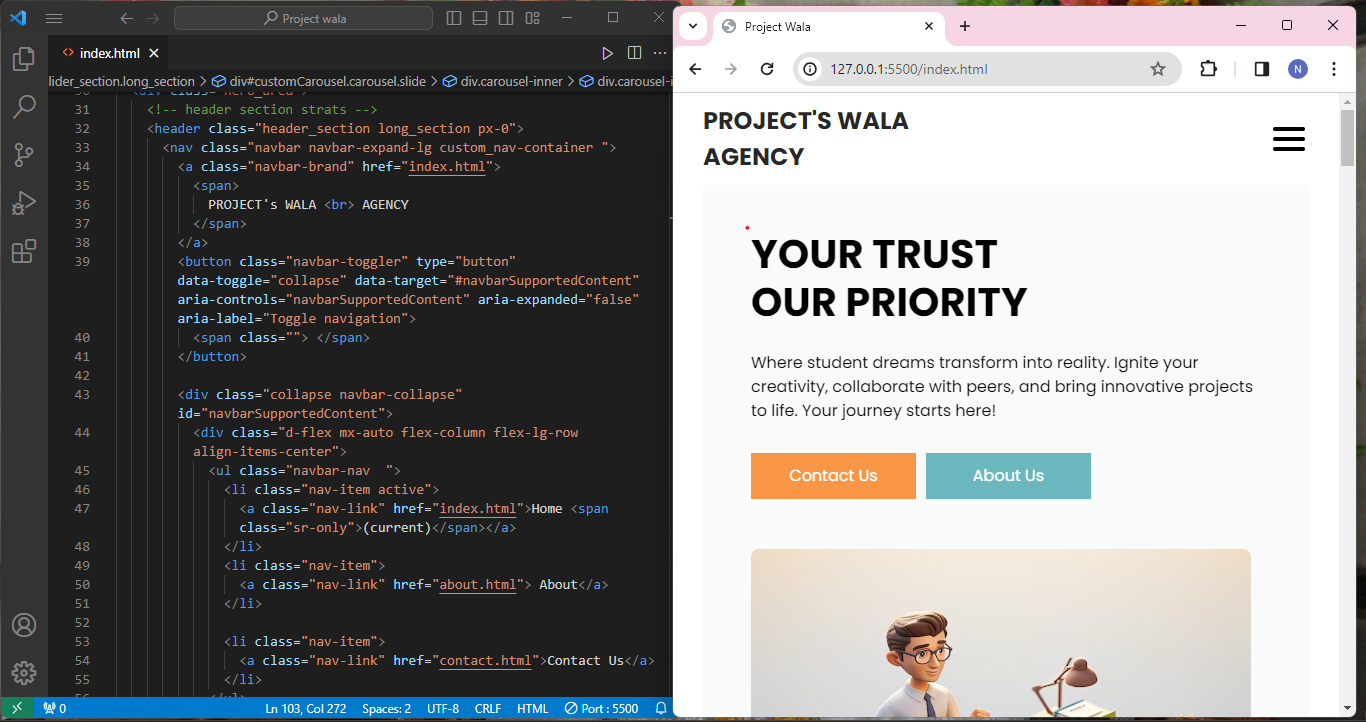 Project wala
index.html
lider_section.long_section > div#customCarousel.carousel.slide > div.carousel-inner > div.carousel-i
30 <div class="hero_area">
31 <!-- header section strats -->
32 <header class="header_section long_section px-0">
33 <nav class="navbar navbar-expand-lg custom_nav-container ">
34 <a class="navbar-brand" href="index.html">
35 <span>
36 PROJECT's WALA <br> AGENCY
37 </span>
38 </a>
39 <button class="navbar-toggler" type="button"
data-toggle="collapse" data-target="#navbarSupportedContent"
aria-controls="navbarSupportedContent" aria-expanded="false"
aria-label="Toggle navigation">
40 <span class=""> </span>
41 </button>
42
43 <div class="collapse navbar-collapse"
id="navbarSupportedContent">
44 <div class="d-flex mx-auto flex-column flex-lg-row
align-items-center">
45 <ul class="navbar-nav  ">
46 <li class="nav-item active">
47 <a class="nav-link" href="index.html">Home <span
class="sr-only">(current)</span></a>
48 </li>
49 <li class="nav-item">
50 <a class="nav-link" href="about.html"> About</a>
51 </li>
52
53 <li class="nav-item">
54 <a class="nav-link" href="contact.html">Contact Us</a>
55 </li>
56 </ul>
0 Ln 103, Col 272 Spaces: 2 UTF-8 CRLF HTML Port : 5500
Project Wala
127.0.0.1:5500/index.html
N
PROJECT'S WALA
AGENCY
YOUR TRUST
OUR PRIORITY
Where student dreams transform into reality. Ignite your
creativity, collaborate with peers, and bring innovative projects
to life. Your journey starts here!
Contact Us About Us